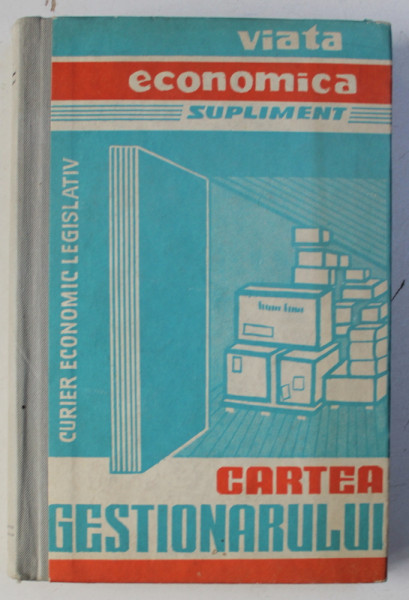 viata
economica
SUPLIMENT
CURIER ECONOMIC LEGISLATIV
CARTEA
GESTIONARULUI